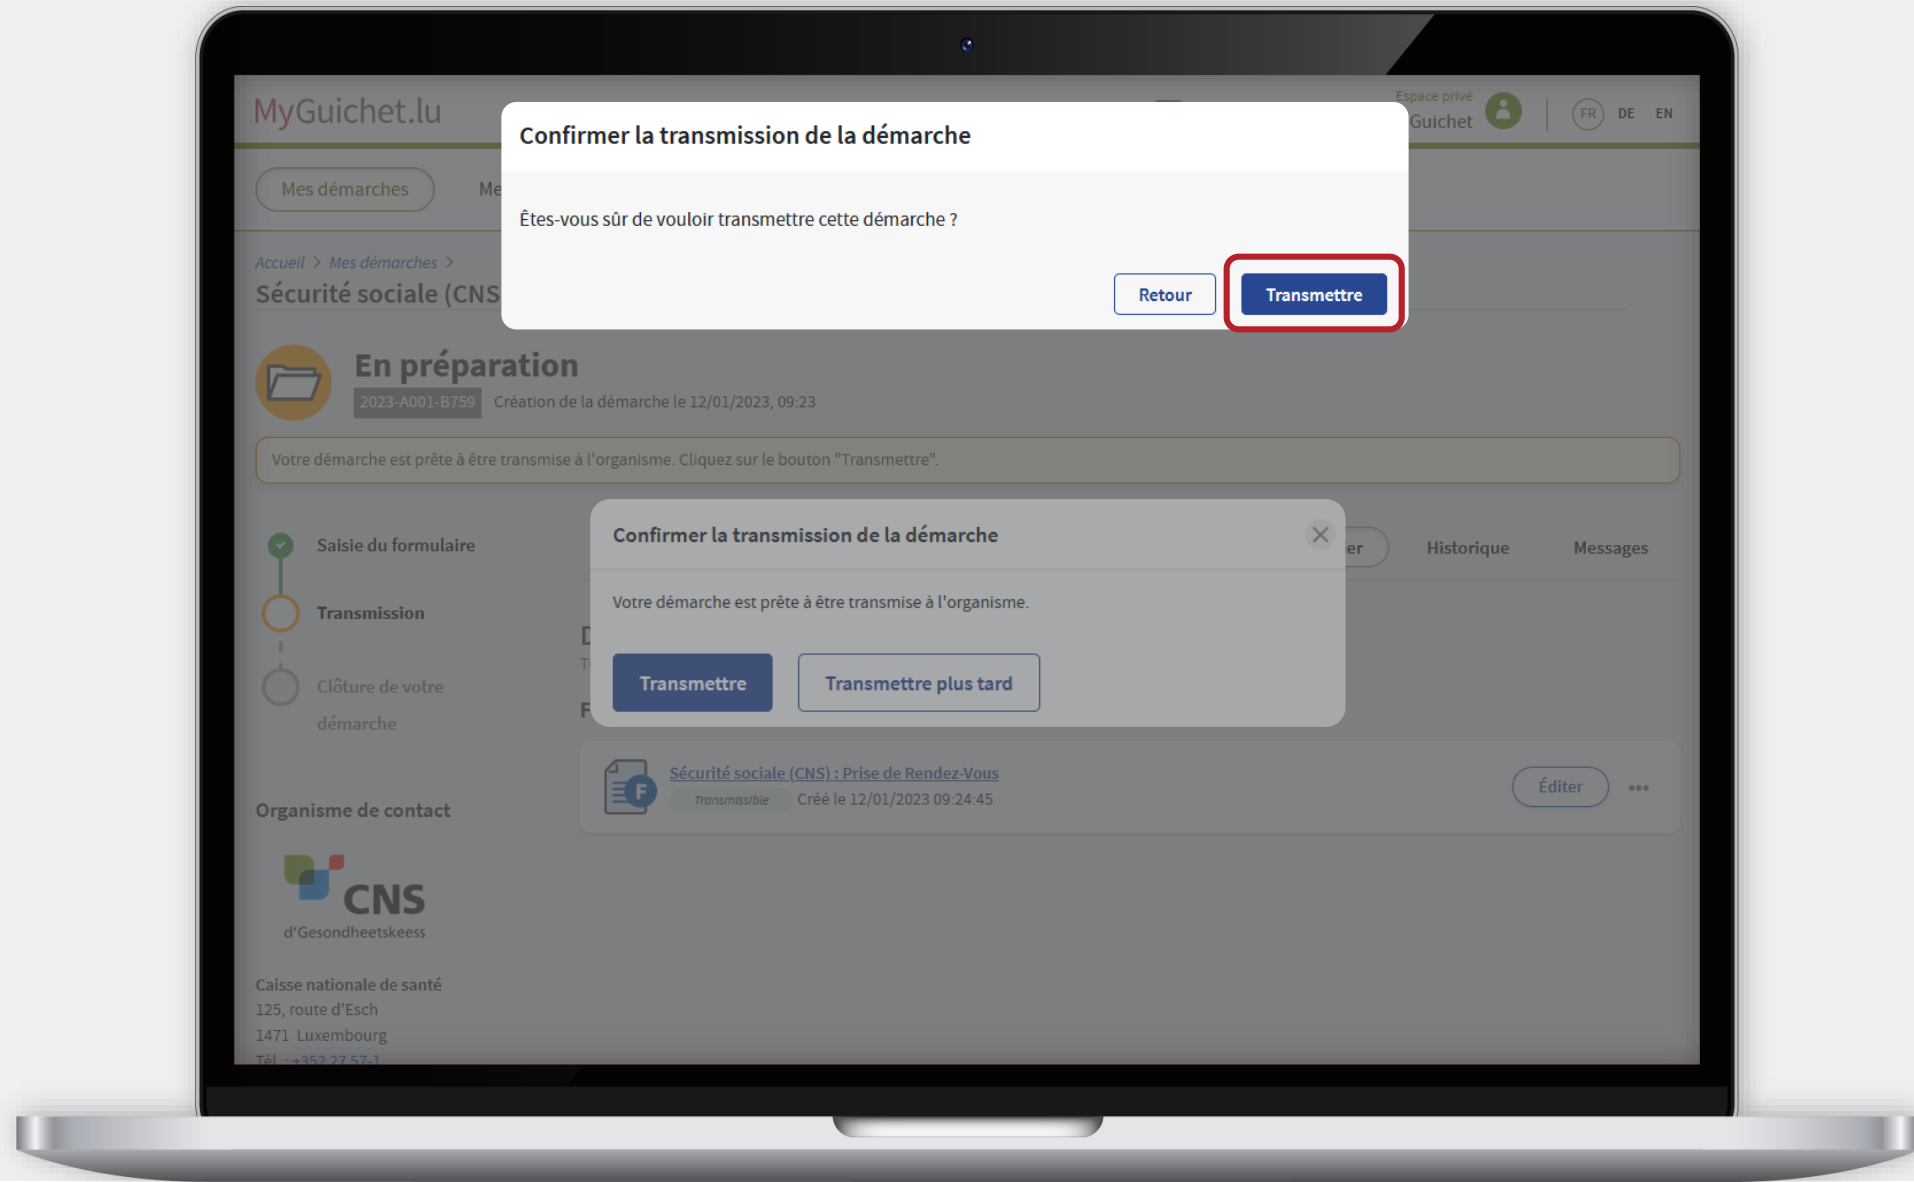 MyGuichet.lu
Espace privé
Guichet
FR DE EN
Confirmer la transmission de la démarche
Êtes-vous sûr de vouloir transmettre cette démarche ?
Retour
Transmettre
Mes démarches
Me
Accueil > Mes démarches >
Sécurité sociale (CNS
En préparation
2023-A001-B759 Création de la démarche le 12/01/2023, 09:23
Votre démarche est prête à être transmise à l'organisme. Cliquez sur le bouton "Transmettre".
Saisie du formulaire
Transmission
Clôture de votre
démarche
Confirmer la transmission de la démarche
Votre démarche est prête à être transmise à l'organisme.
Transmettre
Transmettre plus tard
er
Historique
Messages
F
Sécurité sociale (CNS) : Prise de Rendez-Vous
Transmissible Créé le 12/01/2023 09:24:45
F
Éditer
Organisme de contact
CNS
d'Gesondheetskeess
Caisse nationale de santé
125, route d'Esch
1471 Luxembourg
Tél. : +352 27 57-1